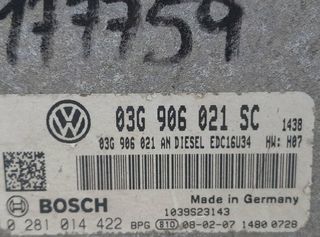 177759
03G 906 021 SC 1438
03G 906 021 AN DIESEL EDC16U34 HW: H07
BOSCH
Made in Germany
1039S23143
0 281 014 422 BPG 810 08-02-07 1480 0728